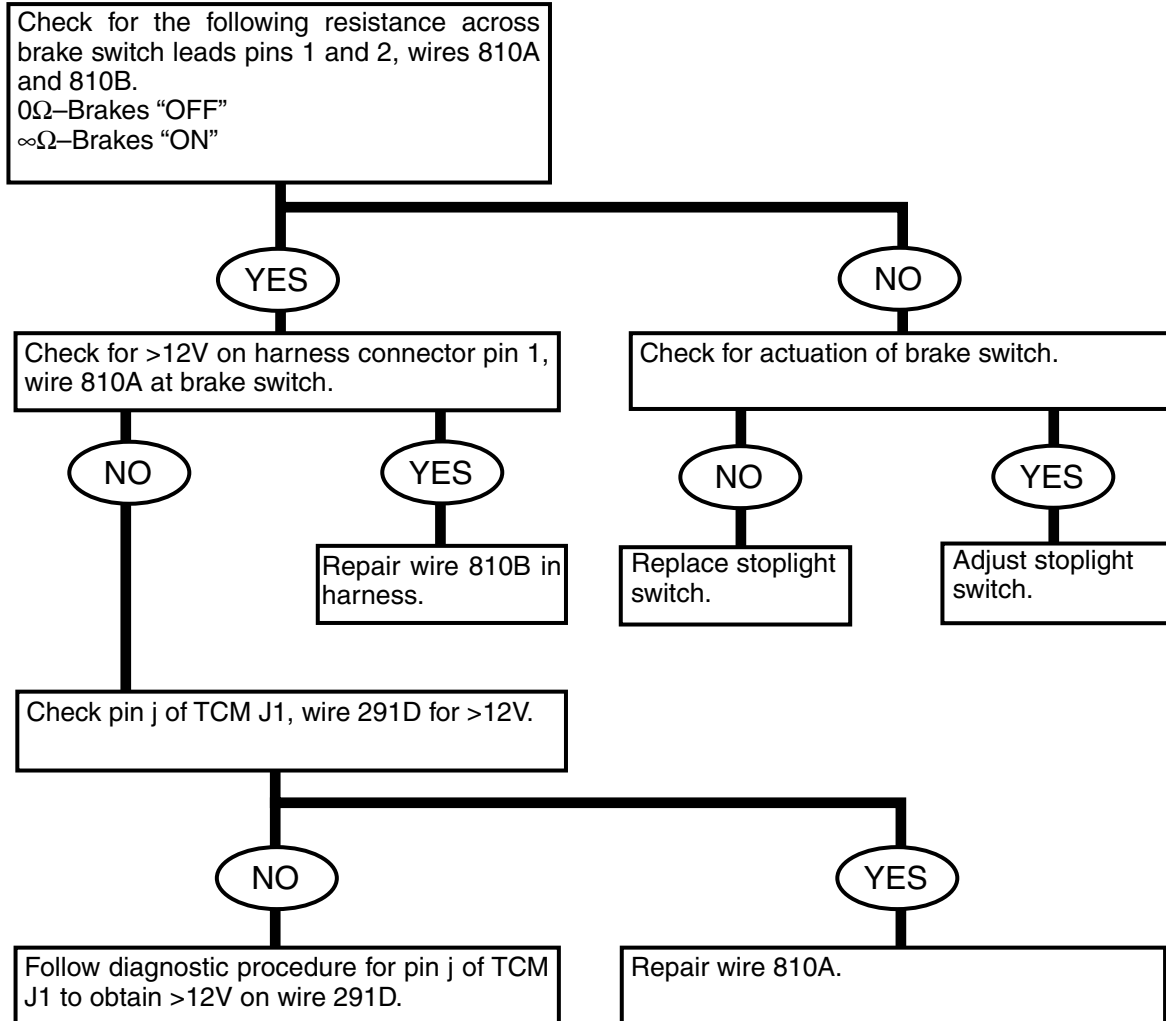 Check for the following resistance across
brake switch leads pins 1 and 2, wires 810A
and 810B.
0Ω–Brakes “OFF”
∞Ω–Brakes “ON”
YES
NO
Check for >12V on harness connector pin 1,
wire 810A at brake switch.
Check for actuation of brake switch.
NO
YES
NO
YES
Repair wire 810B in
harness.
Replace stoplight
switch.
Adjust stoplight
switch.
Check pin j of TCM J1, wire 291D for >12V.
NO
YES
Follow diagnostic procedure for pin j of TCM
J1 to obtain >12V on wire 291D.
Repair wire 810A.